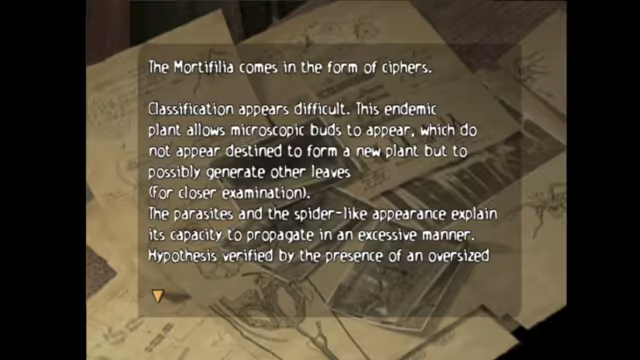 The Mortifilia comes in the form of ciphers.
Classification appears difficult. This endemic
plant allows microscopic buds to appear, which do
not appear destined to form a new plant but to
possibly generate other leaves
(For closer examination).
The parasites and the spider-like appearance explain
its capacity to propagate in an excessive manner.
Hypothesis verified by the presence of an oversized